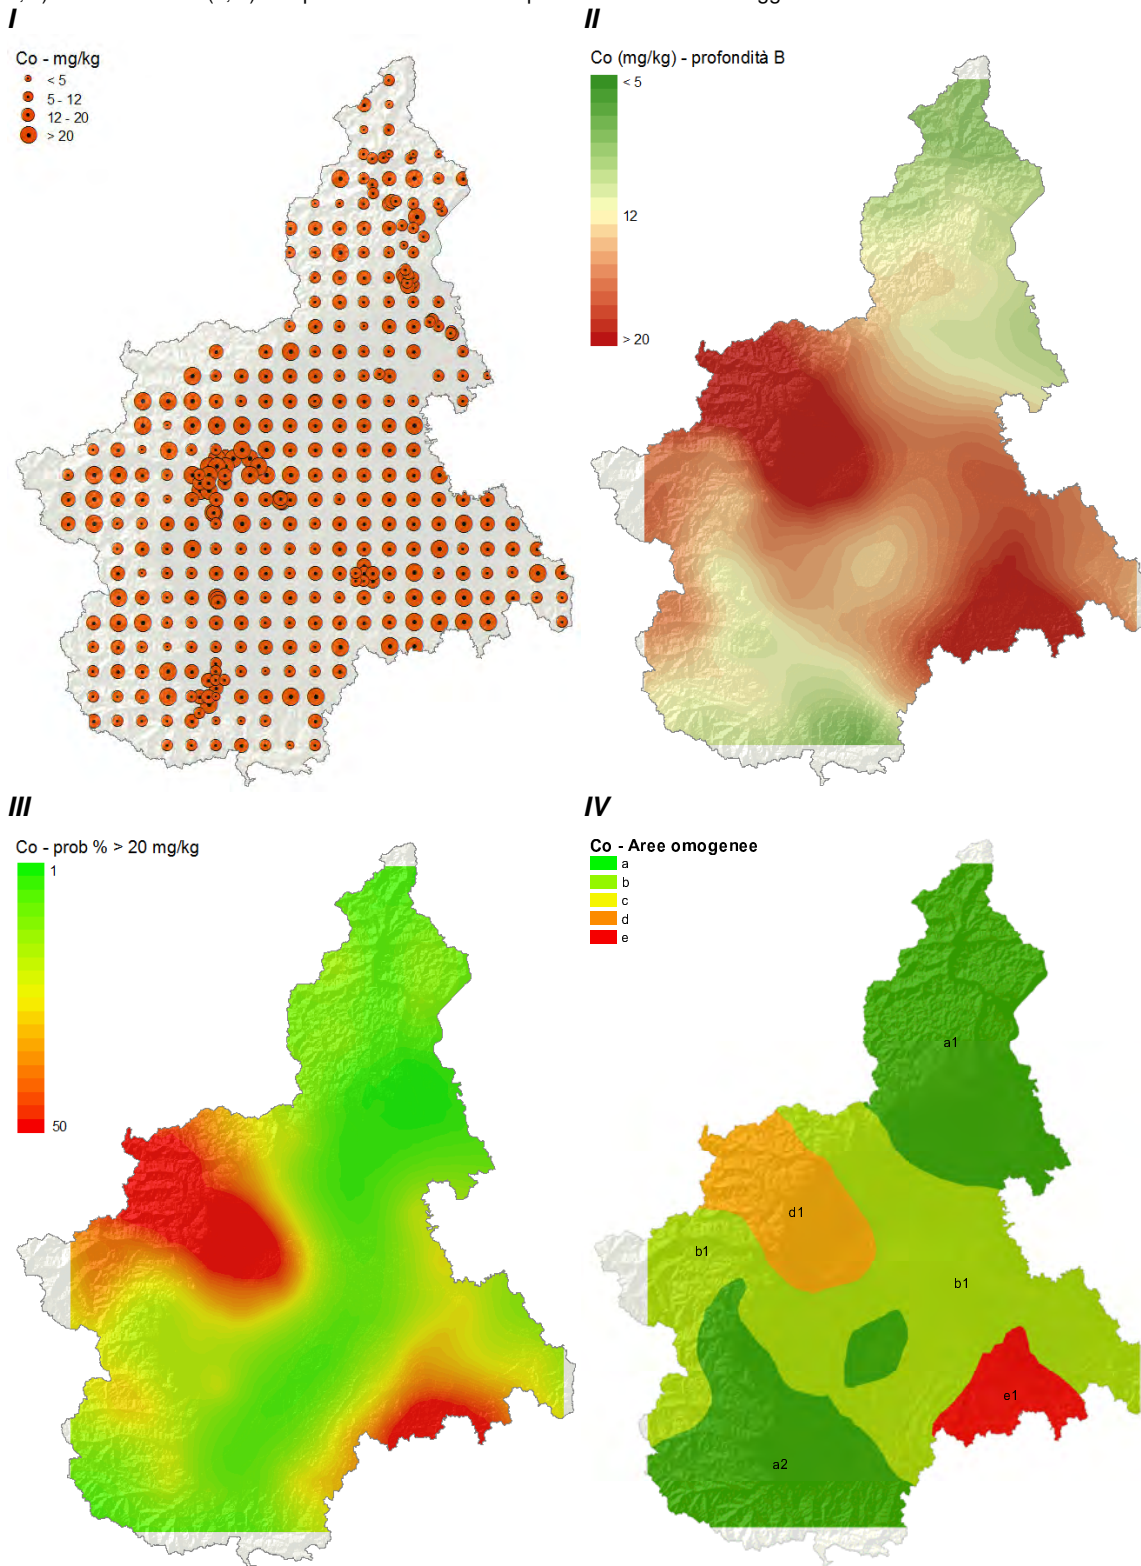 I
Co - mg/kg
< 5
5 - 12
12 - 20
> 20
II
Co (mg/kg) - profondità B
< 5
12
> 20
III
Co - prob % > 20 mg/kg
1
50
IV
Co - Aree omogenee
a
b
c
d
e
a1
d1
b1
b1
e1
a2